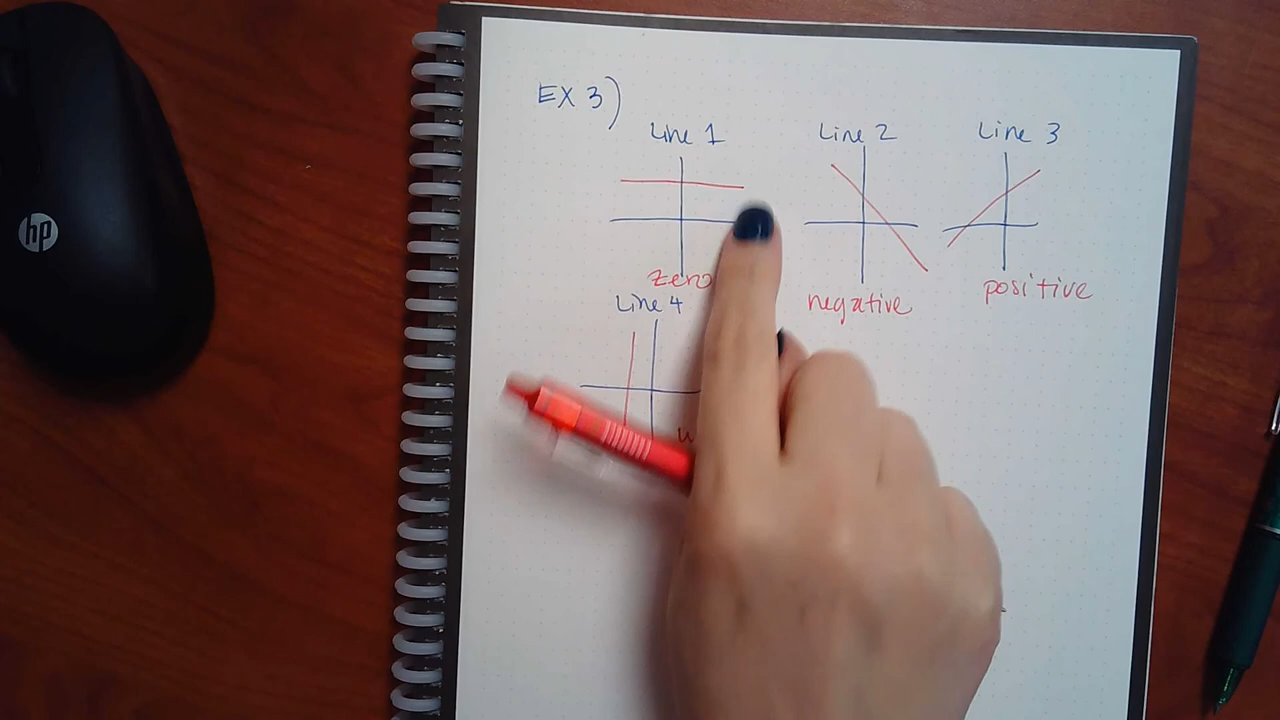 hp
EX 3)
Line 1 Line 2 Line 3
zero negative positive
Line 4